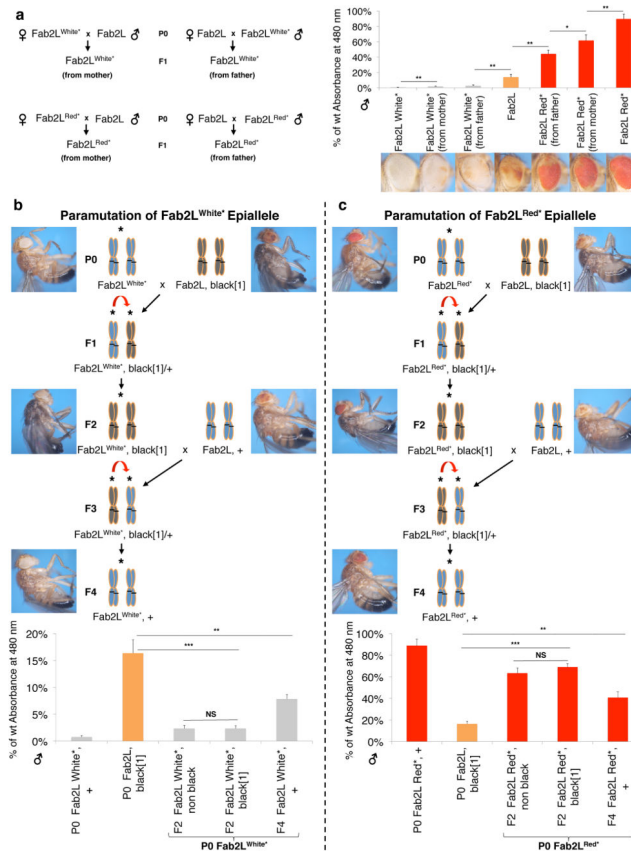 a
♀ Fab2L^White* x Fab2L ♂ P0 ♀ Fab2L x Fab2L^White* ♂
Fab2L^White* F1 Fab2L^White*
(from mother) (from father)
♀ Fab2L^Red* x Fab2L ♂ P0 ♀ Fab2L x Fab2L^Red* ♂
Fab2L^Red* F1 Fab2L^Red*
(from mother) (from father)
% of wt Absorbance at 480 nm
100%
80%
60%
40%
20%
0%
** ** ** ** * **
♂
Fab2L White*
Fab2L White*
(from mother)
Fab2L White*
(from father)
Fab2L
Fab2L Red*
(from father)
Fab2L Red*
(from mother)
Fab2L Red*
b
Paramutation of Fab2L^White* Epiallele
P0
*
Fab2L^White* x Fab2L, black[1]
* *
F1
Fab2L^White*, black[1]/+
*
F2
Fab2L^White*, black[1] x Fab2L, +
* *
F3
Fab2L^White*, black[1]/+
*
F4
Fab2L^White*, +
% of wt Absorbance at 480 nm
20%
15%
10%
5%
0%
**
***
NS
♂
P0 Fab2L White*,
+
P0 Fab2L,
black[1]
F2 Fab2L White*,
non black
F2 Fab2L White*,
black[1]
F4 Fab2L White*,
+
P0 Fab2L^White*
c
Paramutation of Fab2L^Red* Epiallele
P0
*
Fab2L^Red* x Fab2L, black[1]
* *
F1
Fab2L^Red*, black[1]/+
*
F2
Fab2L^Red*, black[1] x Fab2L, +
* *
F3
Fab2L^Red*, black[1]/+
*
F4
Fab2L^Red*, +
% of wt Absorbance at 480 nm
100%
80%
60%
40%
20%
0%
**
***
NS
♂
P0 Fab2L Red*, +
P0 Fab2L,
black[1]
F2 Fab2L Red*,
non black
F2 Fab2L Red*,
black[1]
F4 Fab2L Red*,
+
P0 Fab2L^Red*